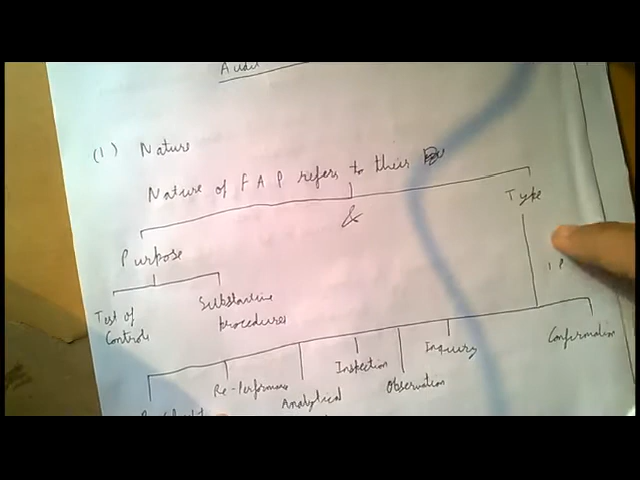 Audit
(1) Nature
Nature of F A P refers to their
&
Type
Purpose
Test of
Controls
Substantive
procedures
Confirmation
Inquiry
Inspection
Observation
Re-Performance
Analytical